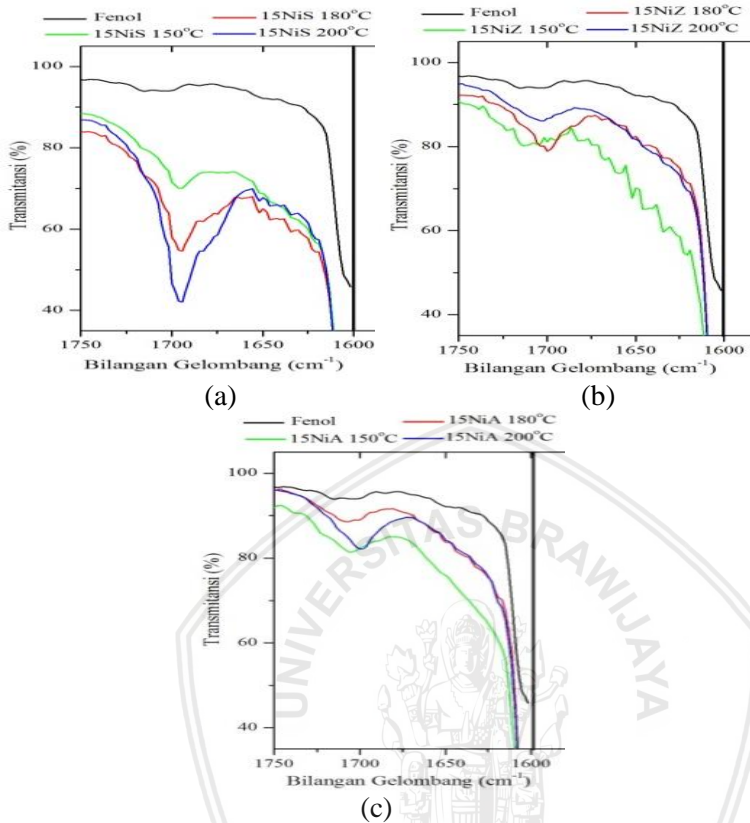 Fenol 15NiS 180°C
15NiS 150°C 15NiS 200°C
100
80
60
40
Transmitansi (%)
1750 1700 1650 1600
Bilangan Gelombang (cm⁻¹)
(a)
Fenol 15NiZ 180°C
15NiZ 150°C 15NiZ 200°C
100
80
60
40
Transmitansi (%)
1750 1700 1650 1600
Bilangan Gelombang (cm⁻¹)
(b)
Fenol 15NiA 180°C
15NiA 150°C 15NiA 200°C
100
80
60
40
Transmitansi (%)
1750 1700 1650 1600
Bilangan Gelombang (cm⁻¹)
(c)
UNIVERSITAS BRAWIJAYA